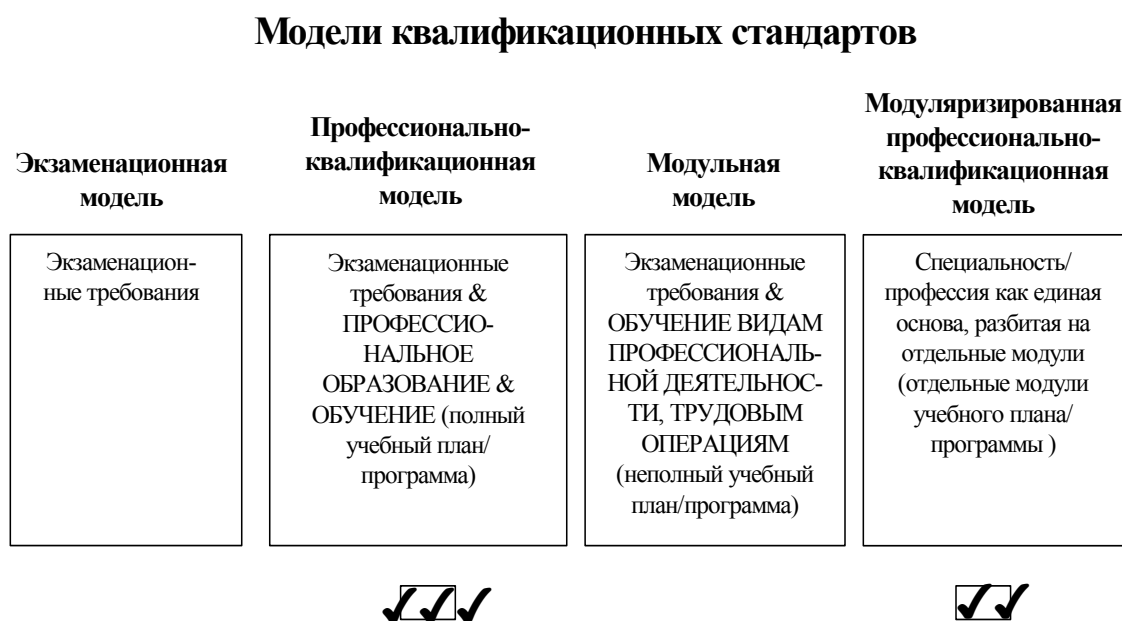 Модели квалификационных стандартов
Экзаменационная
модель
Профессионально-
квалификационная
модель
Модульная
модель
Модуляризированная
профессионально-
квалификационная
модель
Экзаменацион-
ные требования
Экзаменационные
требования &
ПРОФЕССИО-
НАЛЬНОЕ
ОБРАЗОВАНИЕ &
ОБУЧЕНИЕ (полный
учебный план/
программа)
Экзаменационные
требования &
ОБУЧЕНИЕ ВИДАМ
ПРОФЕССИОНАЛЬ-
НОЙ ДЕЯТЕЛЬНОС-
ТИ, ТРУДОВЫМ
ОПЕРАЦИЯМ
(неполный учебный
план/программа)
Специальность/
профессия как единая
основа, разбитая на
отдельные модули
(отдельные модули
учебного плана/
программы )